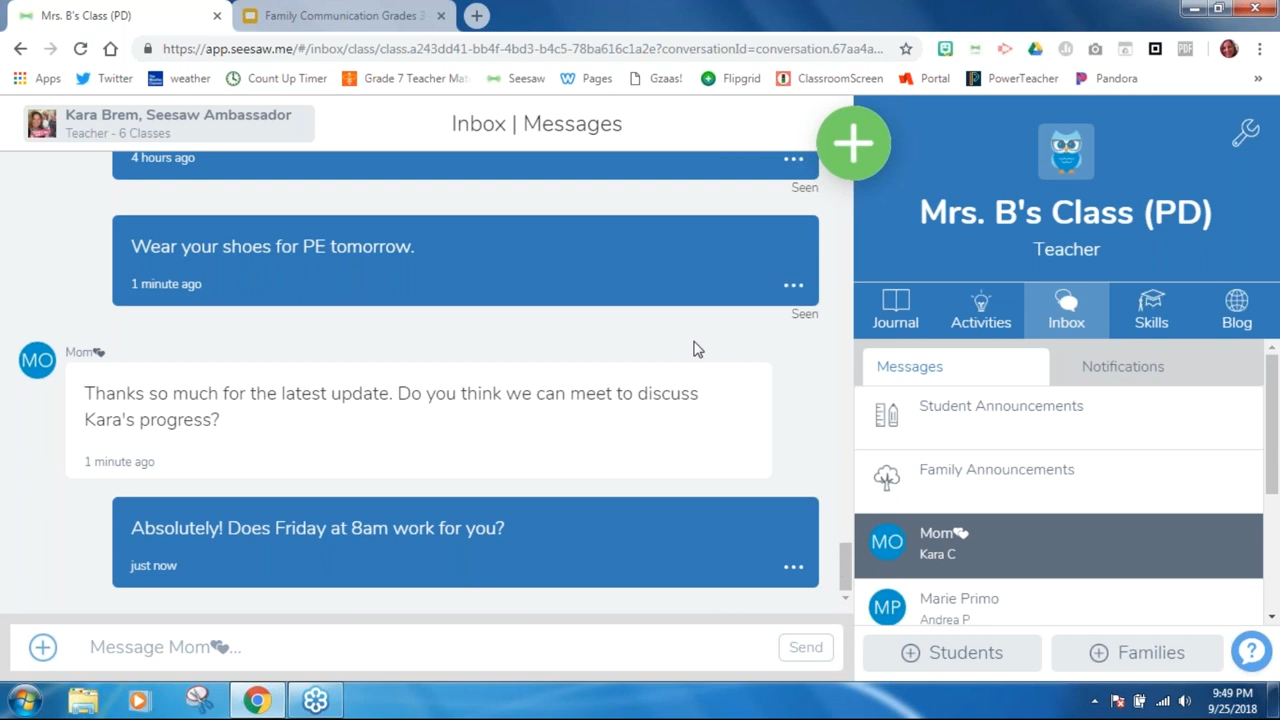 Mrs. B's Class (PD)
Family Communication Grades 3
https://app.seesaw.me/#/inbox/class/class.a243dd41-bb4f-4bd3-b4c5-78ba616c1a2e?conversationId=conversation.67aa4a...
Apps
Twitter
weather
Count Up Timer
Grade 7 Teacher Mat
Seesaw
Pages
Gzaas!
Flipgrid
ClassroomScreen
Portal
PowerTeacher
Pandora
»
Kara Brem, Seesaw Ambassador
Teacher - 6 Classes
Inbox | Messages
4 hours ago
Seen
Wear your shoes for PE tomorrow.
1 minute ago
Seen
MO
Mom
Thanks so much for the latest update. Do you think we can meet to discuss
Kara's progress?
1 minute ago
Absolutely! Does Friday at 8am work for you?
just now
Message Mom...
Send
Mrs. B's Class (PD)
Teacher
Journal
Activities
Inbox
Skills
Blog
Messages
Notifications
Student Announcements
Family Announcements
MO
Mom
Kara C
MP
Marie Primo
Andrea P
Students
Families
?
9:49 PM
9/25/2018